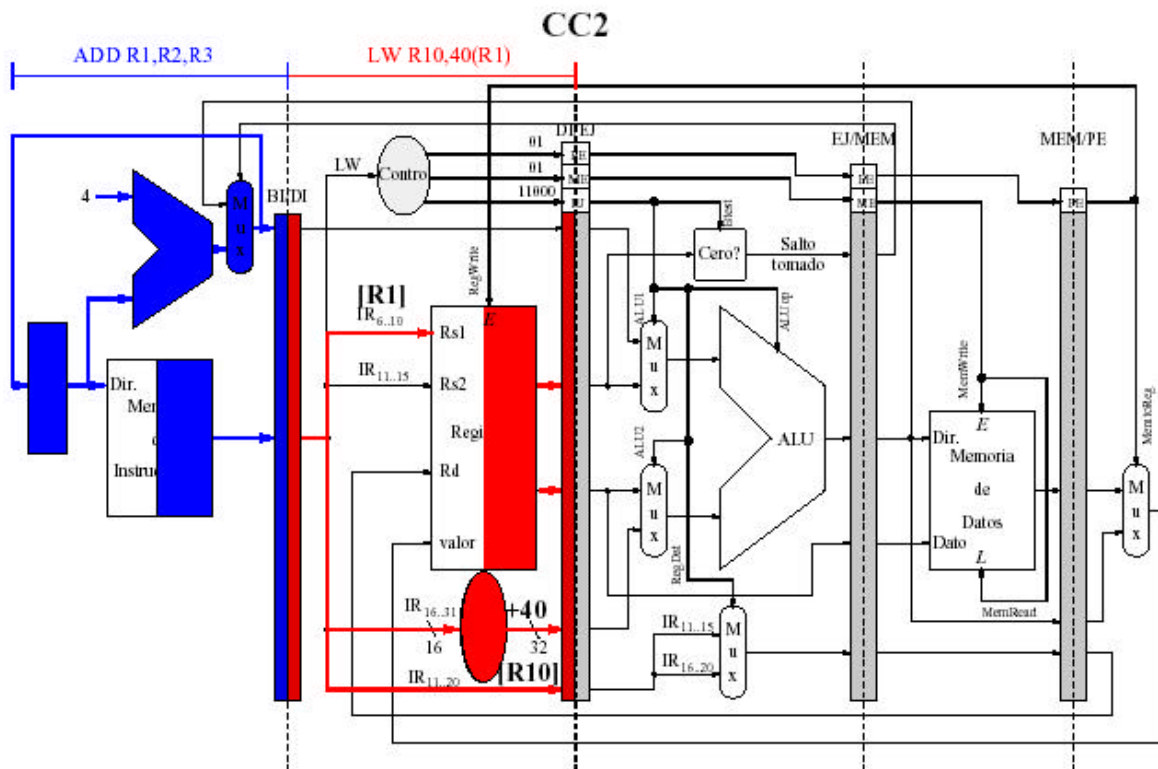 CC2
ADD R1,R2,R3
LW R10,40(R1)
DI/EJ
EJ/MEM
MEM/PE
LW
Contro
01
01
11000
PE
ME
EJ
PE
ME
PE
4
M
u
x
BI/DI
RegWrite
Etest
Cero?
Salto
tomado
[R1]
IR6..10
E
Rs1
IR11..15
Rs2
Regi
Rd
valor
ALU1
M
u
x
ALUop
ALU
ALU2
M
u
x
Dir.
Mer
Instruc
MemWrite
E
Dir.
Memoria
de
Datos
Dato
L
MemRead
MemtoReg
M
u
x
RegDst
IR16..31
16
+40
32
[R10]
IR11..20
IR11..15
IR16..20
M
u
x